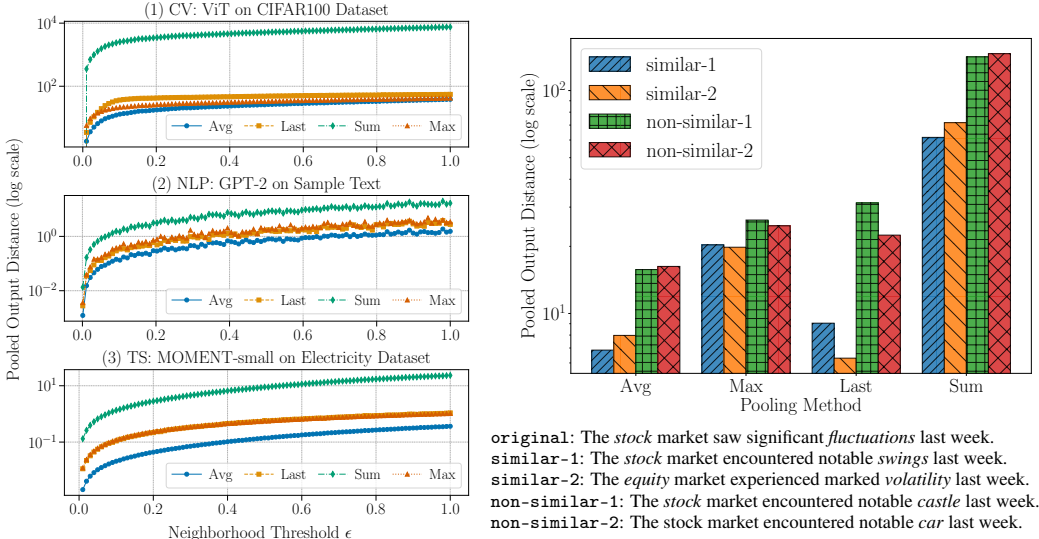 (1) CV: ViT on CIFAR100 Dataset
10^4
10^2
Avg Last Sum Max
0.0 0.2 0.4 0.6 0.8 1.0
(2) NLP: GPT-2 on Sample Text
10^0
10^−2
Avg Last Sum Max
0.0 0.2 0.4 0.6 0.8 1.0
(3) TS: MOMENT-small on Electricity Dataset
10^1
10^−1
Avg Last Sum Max
0.0 0.2 0.4 0.6 0.8 1.0
Neighborhood Threshold ϵ
Pooled Output Distance (log scale)
Pooled Output Distance (log scale)
10^2
10^1
similar-1
similar-2
non-similar-1
non-similar-2
Avg Max Last Sum
Pooling Method
original: The stock market saw significant fluctuations last week.
similar-1: The stock market encountered notable swings last week.
similar-2: The equity market experienced marked volatility last week.
non-similar-1: The stock market encountered notable castle last week.
non-similar-2: The stock market encountered notable car last week.